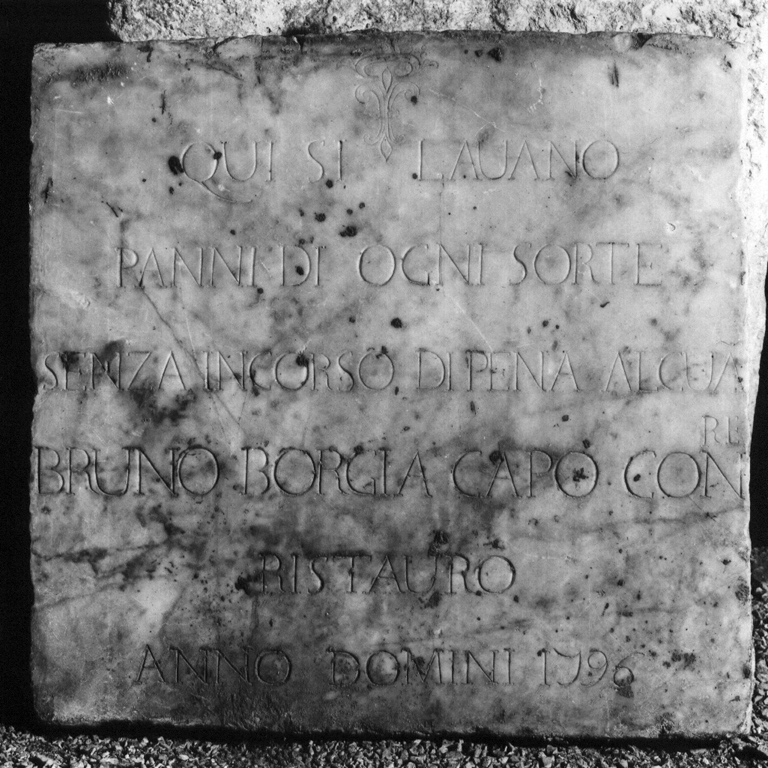 QUI SI LAUANO
PANNI DI OGNI SORTE
SENZA INCORSO DI PENA ALCUA
RE
BRUNO BORGIA CAPO CON
RISTAURO
ANNO DOMINI 1796